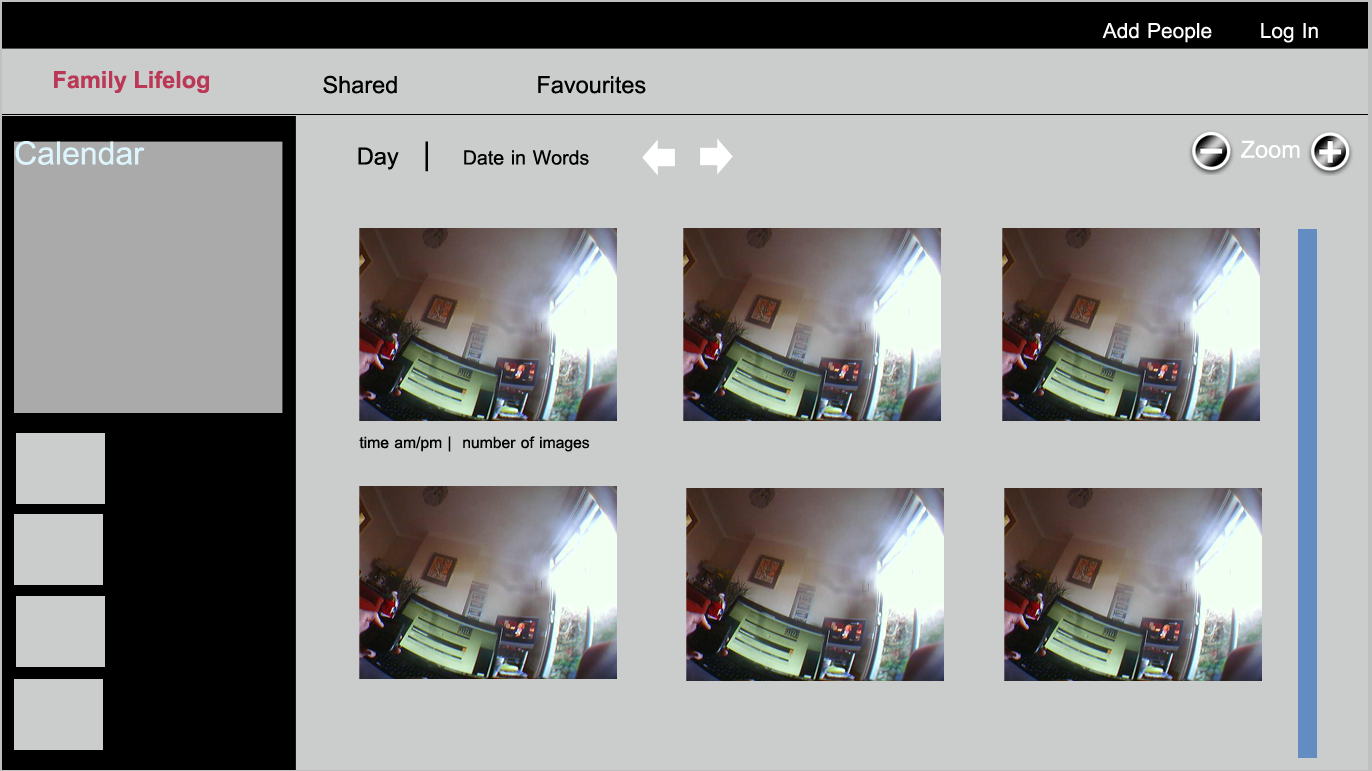 Add People Log In
Family Lifelog Shared Favourites
Calendar
Day | Date in Words
Zoom
time am/pm | number of images